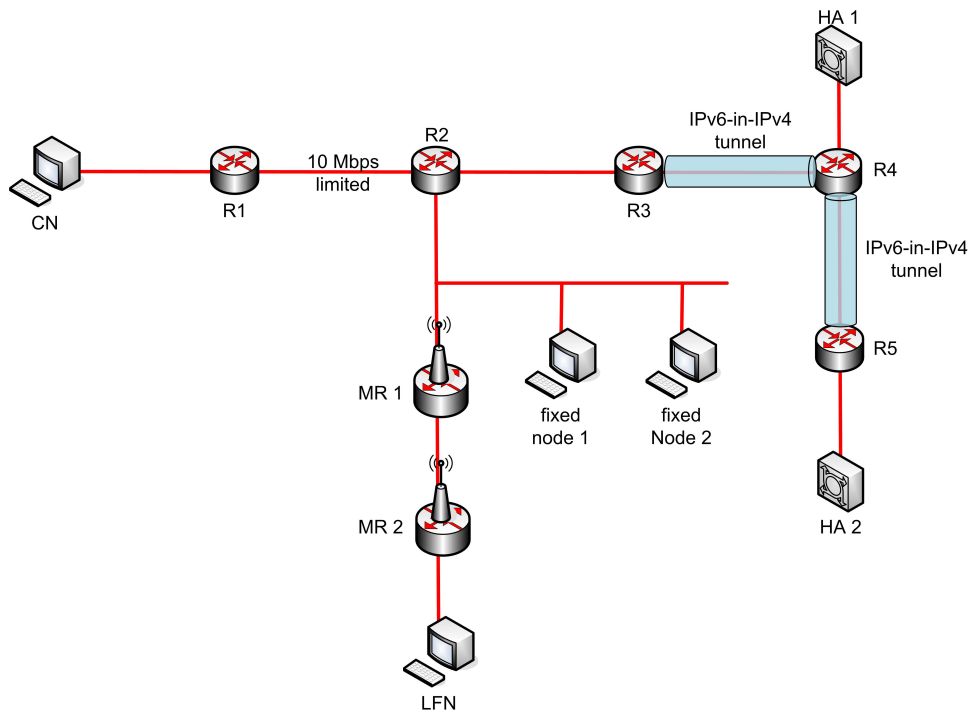 HA 1
IPv6-in-IPv4
tunnel
R2
10 Mbps
limited
R4
CN
R1
R3
IPv6-in-IPv4
tunnel
R5
MR 1
fixed
node 1
fixed
Node 2
MR 2
HA 2
LFN